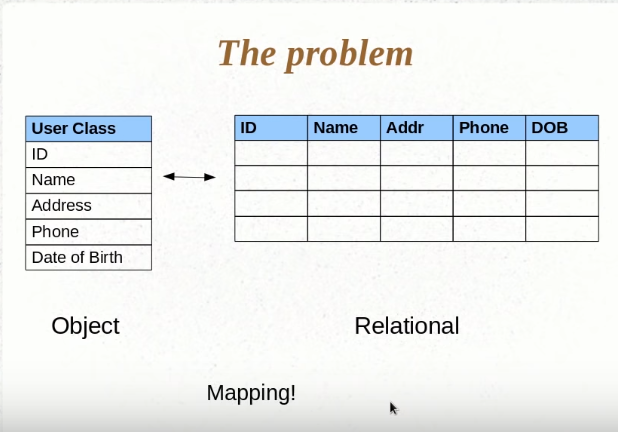 The problem
User Class
ID
Name
Address
Phone
Date of Birth
ID Name Addr Phone DOB
Object Relational
Mapping!